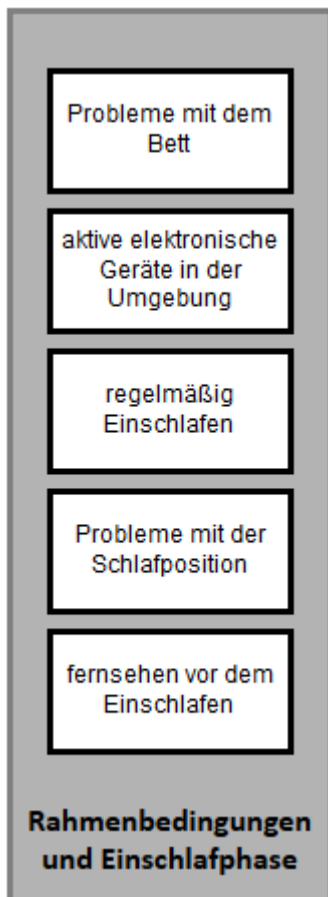 Probleme mit dem
Bett
aktive elektronische
Geräte in der
Umgebung
regelmäßig
Einschlafen
Probleme mit der
Schlafposition
fernsehen vor dem
Einschlafen
Rahmenbedingungen
und Einschlafphase